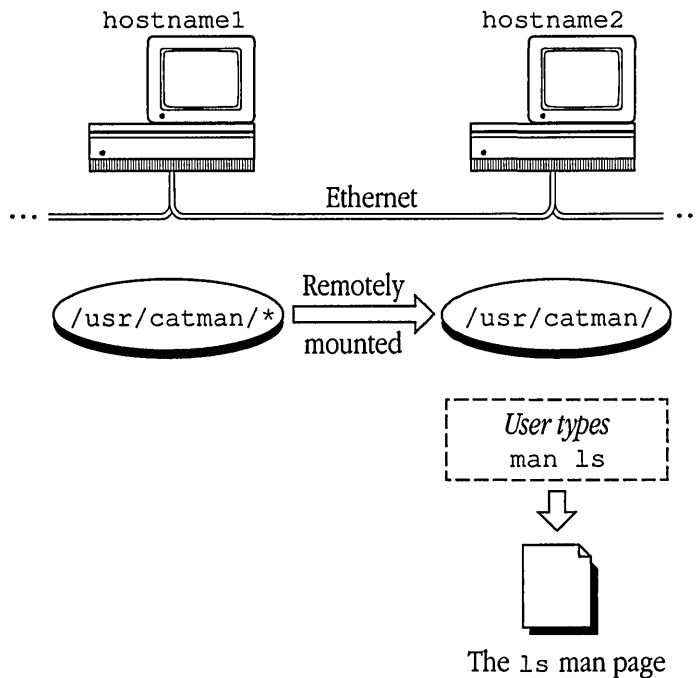 hostname1
hostname2
Ethernet
... ..
/usr/catman/*
Remotely
mounted
/usr/catman/
User types
man ls
The ls man page